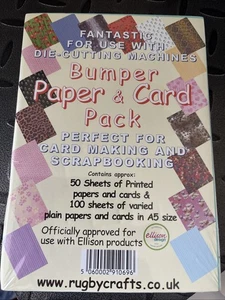 FANTASTIC
FOR USE WITH
DIE-CUTTING MACHINES
Bumper
Paper & Card
Pack
PERFECT FOR
CARD MAKING AND
SCRAPBOOKING
Contains approx:
50 Sheets of Printed
papers and cards &
100 sheets of varied
plain papers and cards in A5 size
Officially approved for
use with Ellison products
ellison
5 060002 910696
www.rugbycrafts.co.uk